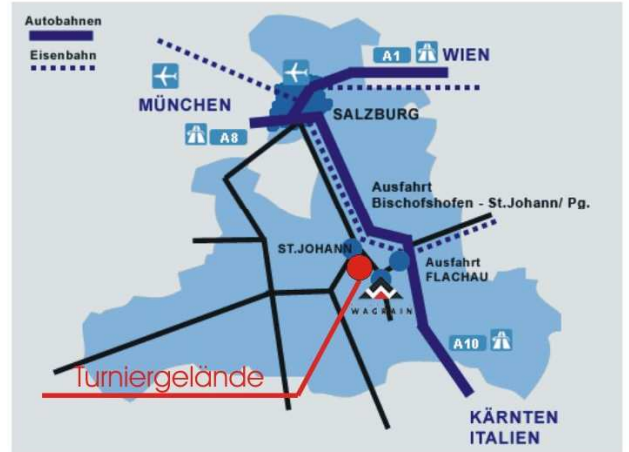 Autobahnen
Eisenbahn
A1 WIEN
MÜNCHEN
SALZBURG
A8
Ausfahrt
Bischofshofen - St.Johann/ Pg.
ST.JOHANN
Ausfahrt
FLACHAU
WAGRAIN
A10
Turniergelände
KÄRNTEN
ITALIEN